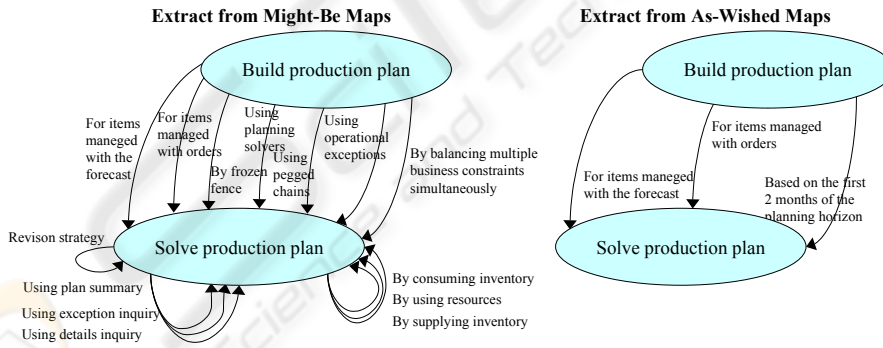 Extract from Might-Be Maps
Build production plan
For items
maneged
with the
forecast
For items
managed
with orders
By frozen
fence
Using
planning
solvers
Using
pegged
chains
Using
operational
exceptions
By balancing multiple
business constraints
simultaneously
Solve production plan
Revison strategy
Using plan summary
Using exception inquiry
Using details inquiry
By consuming inventory
By using resources
By supplying inventory
Extract from As-Wished Maps
Build production plan
For items managed
with orders
For items maneged
with the forecast
Based on the first
2 months of the
planning horizon
Solve production plan
Science and Tec